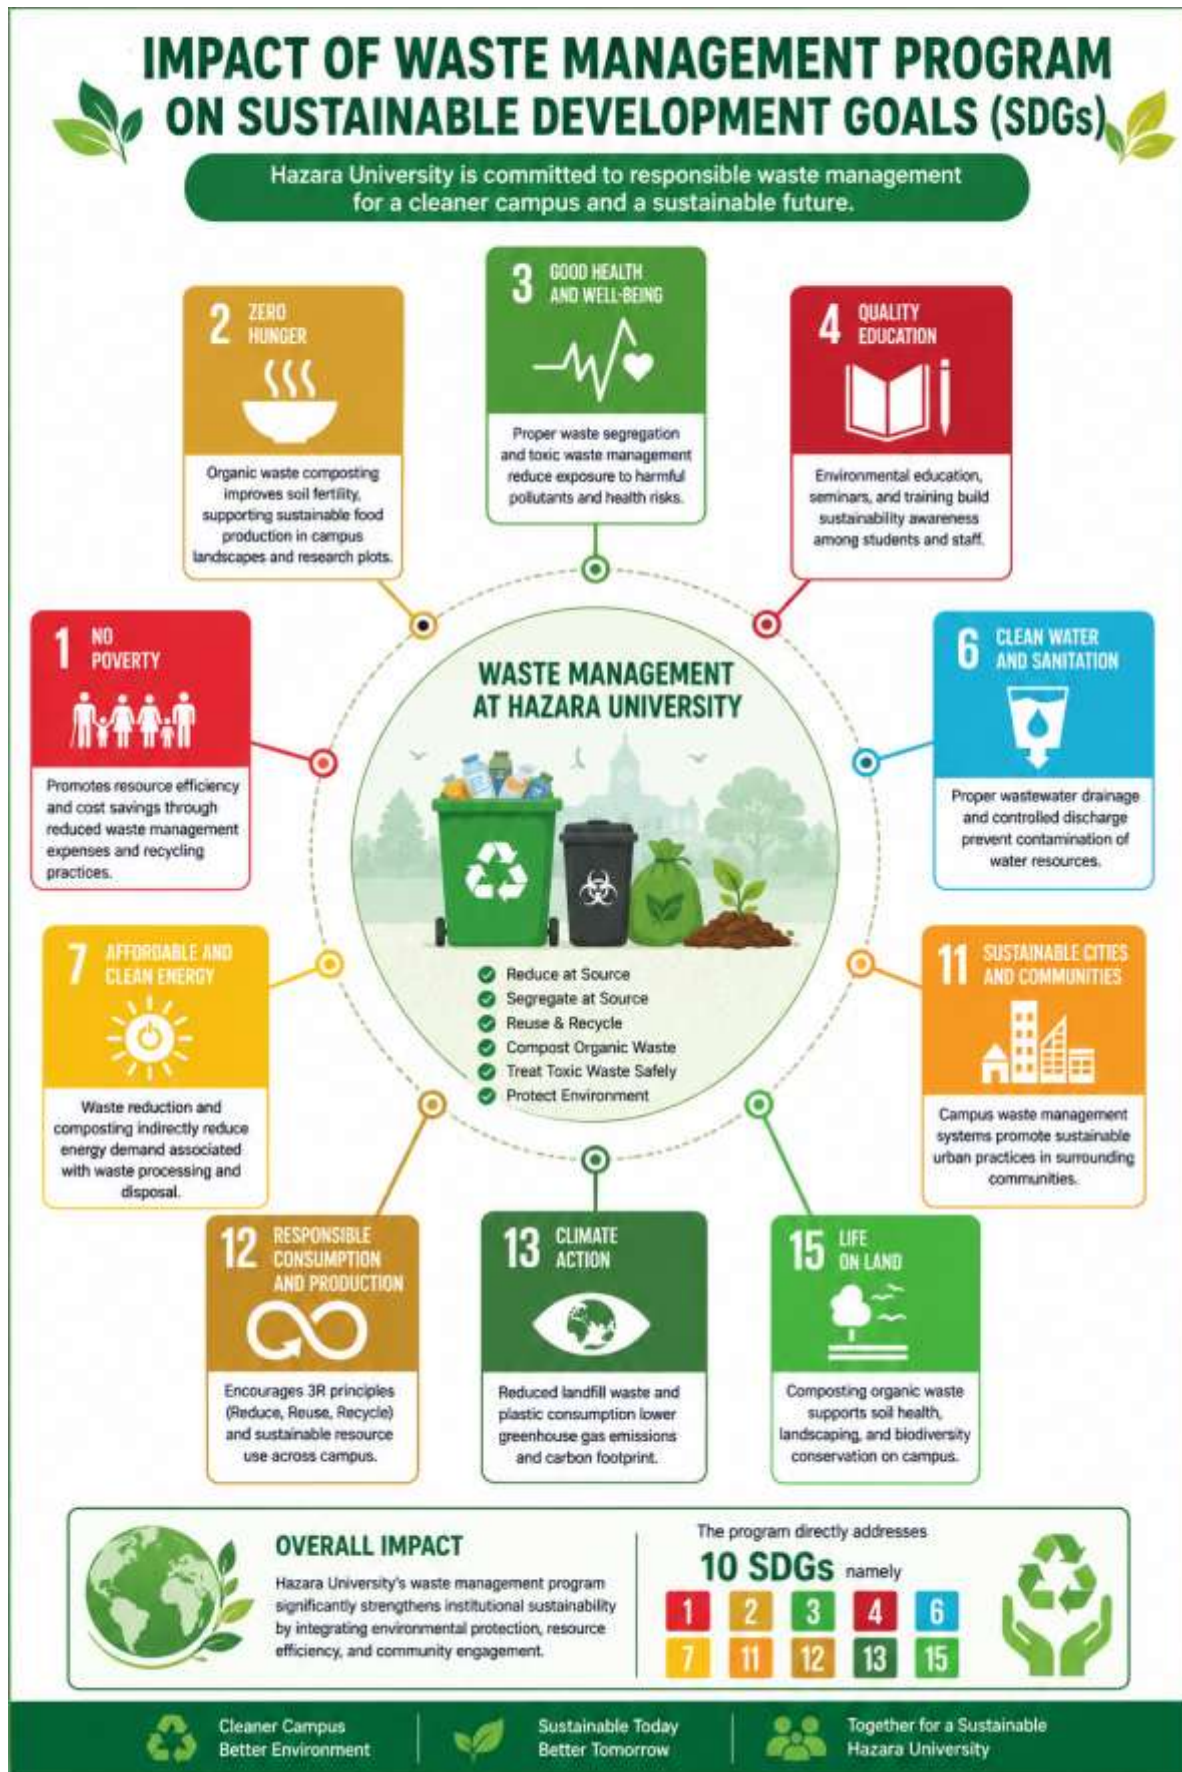 IMPACT OF WASTE MANAGEMENT PROGRAM
ON SUSTAINABLE DEVELOPMENT GOALS (SDGs)
Hazara University is committed to responsible waste management
for a cleaner campus and a sustainable future.
2 ZERO
HUNGER
Organic waste composting
improves soil fertility,
supporting sustainable food
production in campus
landscapes and research plots.
3 GOOD HEALTH
AND WELL-BEING
Proper waste segregation
and toxic waste management
reduce exposure to harmful
pollutants and health risks.
4 QUALITY
EDUCATION
Environmental education,
seminars, and training build
sustainability awareness
among students and staff.
1 NO
POVERTY
Promotes resource efficiency
and cost savings through
reduced waste management
expenses and recycling
practices.
WASTE MANAGEMENT
AT HAZARA UNIVERSITY
Reduce at Source
Segregate at Source
Reuse & Recycle
Compost Organic Waste
Treat Toxic Waste Safely
Protect Environment
6 CLEAN WATER
AND SANITATION
Proper wastewater drainage
and controlled discharge
prevent contamination of
water resources.
7 AFFORDABLE AND
CLEAN ENERGY
Waste reduction and
composting indirectly reduce
energy demand associated
with waste processing and
disposal.
11 SUSTAINABLE CITIES
AND COMMUNITIES
Campus waste management
systems promote sustainable
urban practices in surrounding
communities.
12 RESPONSIBLE
CONSUMPTION
AND PRODUCTION
Encourages 3R principles
(Reduce, Reuse, Recycle)
and sustainable resource
use across campus.
13 CLIMATE
ACTION
Reduced landfill waste and
plastic consumption lower
greenhouse gas emissions
and carbon footprint.
15 LIFE
ON LAND
Composting organic waste
supports soil health,
landscaping, and biodiversity
conservation on campus.
OVERALL IMPACT
Hazara University's waste management program
significantly strengthens institutional sustainability
by integrating environmental protection, resource
efficiency, and community engagement.
The program directly addresses
10 SDGs namely
1 2 3 4 6
7 11 12 13 15
Cleaner Campus
Better Environment
Sustainable Today
Better Tomorrow
Together for a Sustainable
Hazara University